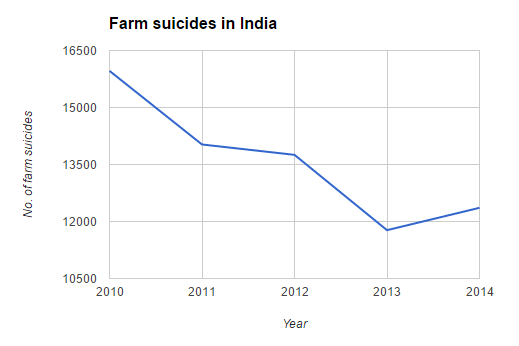 Farm suicides in India
16500
15000
13500
12000
10500
No. of farm suicides
2010 2011 2012 2013 2014
Year